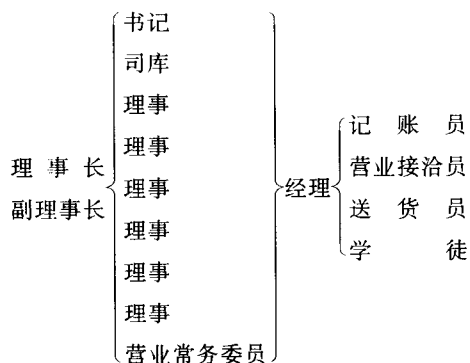 理事长
副理事长
书记
司库
理事
理事
理事
理事
理事
理事
营业常务委员
经理
记账员
营业接洽员
送货员
学徒